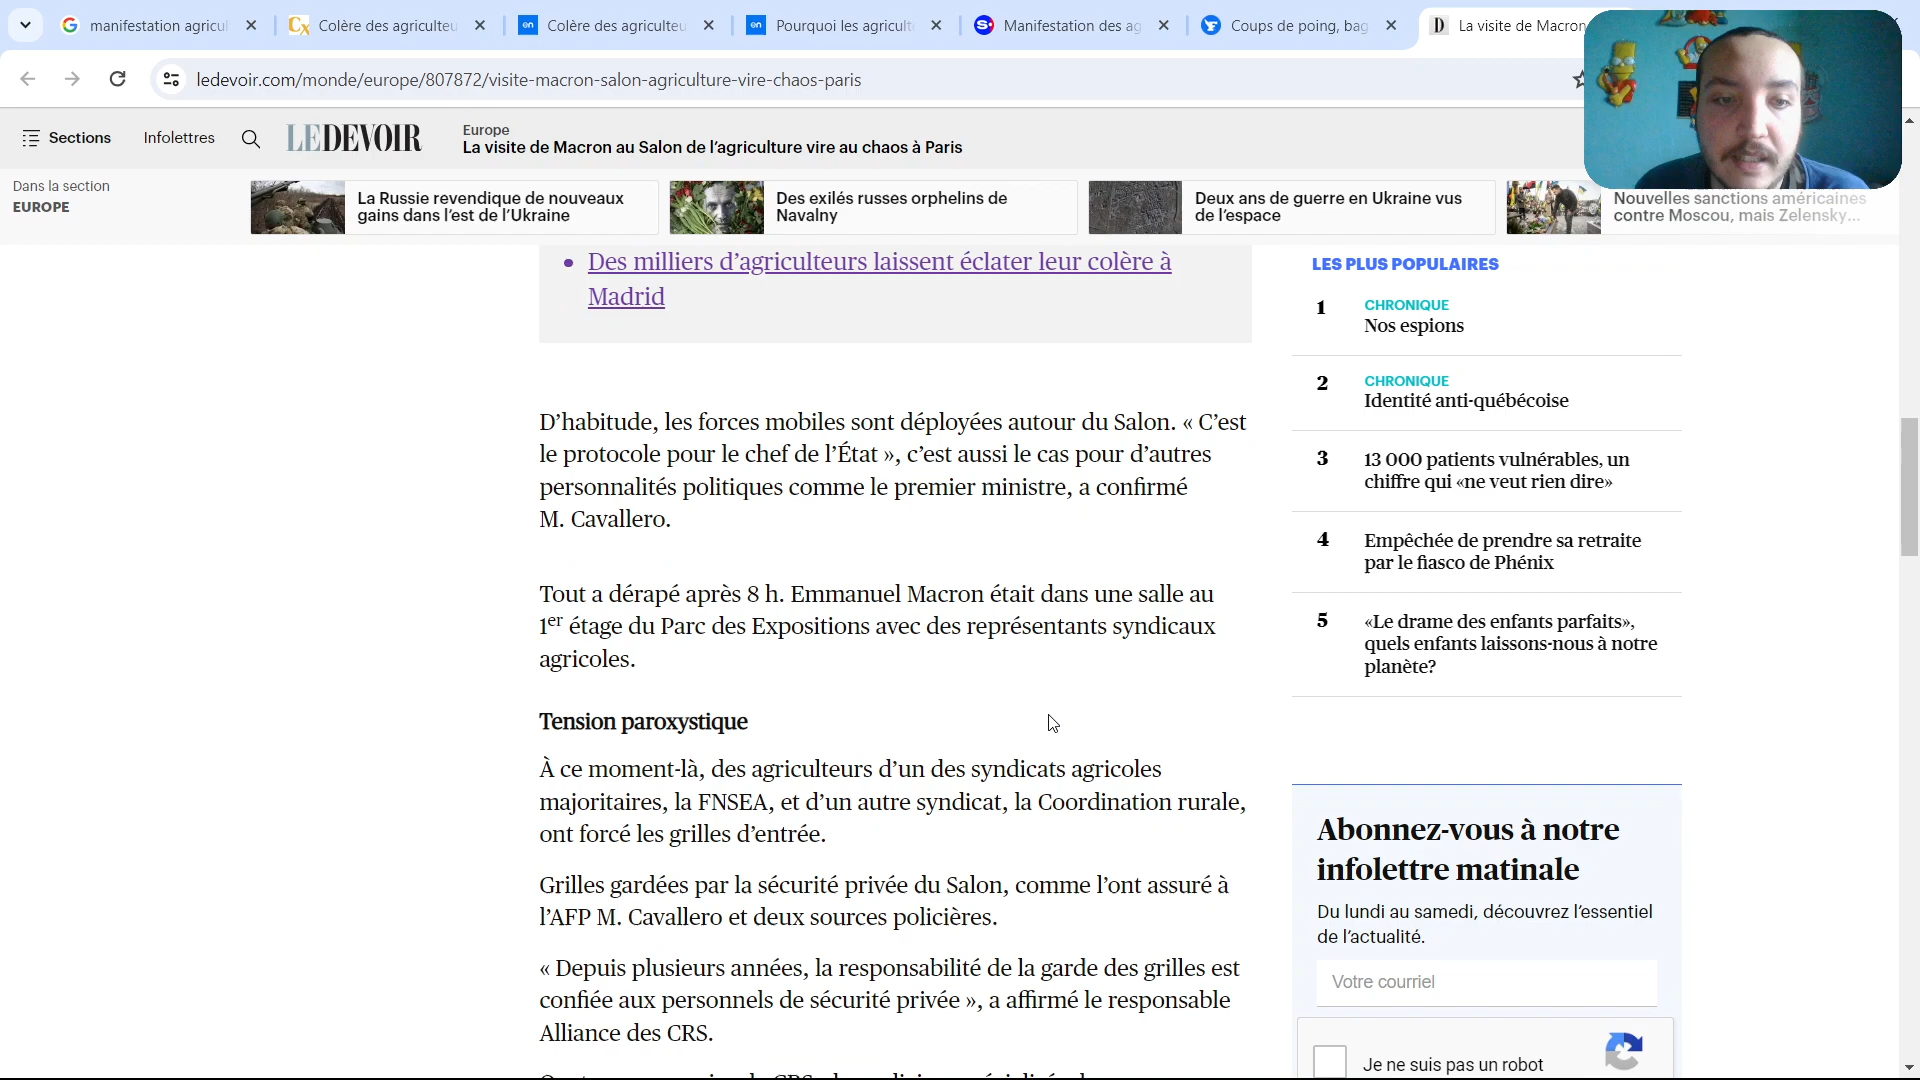 manifestation agricul
Colère des agriculteu
Colère des agriculteu
Pourquoi les agricult
Manifestation des ag
Coups de poing, bag
La visite de Macron
ledevoir.com/monde/europe/807872/visite-macron-salon-agriculture-vire-chaos-paris
Sections
Infolettres
LE DEVOIR
Europe
La visite de Macron au Salon de l’agriculture vire au chaos à Paris
Dans la section
EUROPE
La Russie revendique de nouveaux
gains dans l’est de l’Ukraine
Des exilés russes orphelins de
Navalny
Deux ans de guerre en Ukraine vus
de l’espace
Nouvelles sanctions américaines
contre Moscou, mais Zelensky...
• Des milliers d’agriculteurs laissent éclater leur colère à
Madrid
D’habitude, les forces mobiles sont déployées autour du Salon. « C’est
le protocole pour le chef de l’État », c’est aussi le cas pour d’autres
personnalités politiques comme le premier ministre, a confirmé
M. Cavallero.
Tout a dérapé après 8 h. Emmanuel Macron était dans une salle au
1er étage du Parc des Expositions avec des représentants syndicaux
agricoles.
Tension paroxystique
À ce moment-là, des agriculteurs d’un des syndicats agricoles
majoritaires, la FNSEA, et d’un autre syndicat, la Coordination rurale,
ont forcé les grilles d’entrée.
Grilles gardées par la sécurité privée du Salon, comme l’ont assuré à
l’AFP M. Cavallero et deux sources policières.
« Depuis plusieurs années, la responsabilité de la garde des grilles est
confiée aux personnels de sécurité privée », a affirmé le responsable
Alliance des CRS.
LES PLUS POPULAIRES
1 CHRONIQUE
Nos espions
2 CHRONIQUE
Identité anti-québécoise
3 13 000 patients vulnérables, un
chiffre qui «ne veut rien dire»
4 Empêchée de prendre sa retraite
par le fiasco de Phénix
5 «Le drame des enfants parfaits»,
quels enfants laissons-nous à notre
planète?
Abonnez-vous à notre
infolettre matinale
Du lundi au samedi, découvrez l’essentiel
de l’actualité.
Votre courriel
Je ne suis pas un robot